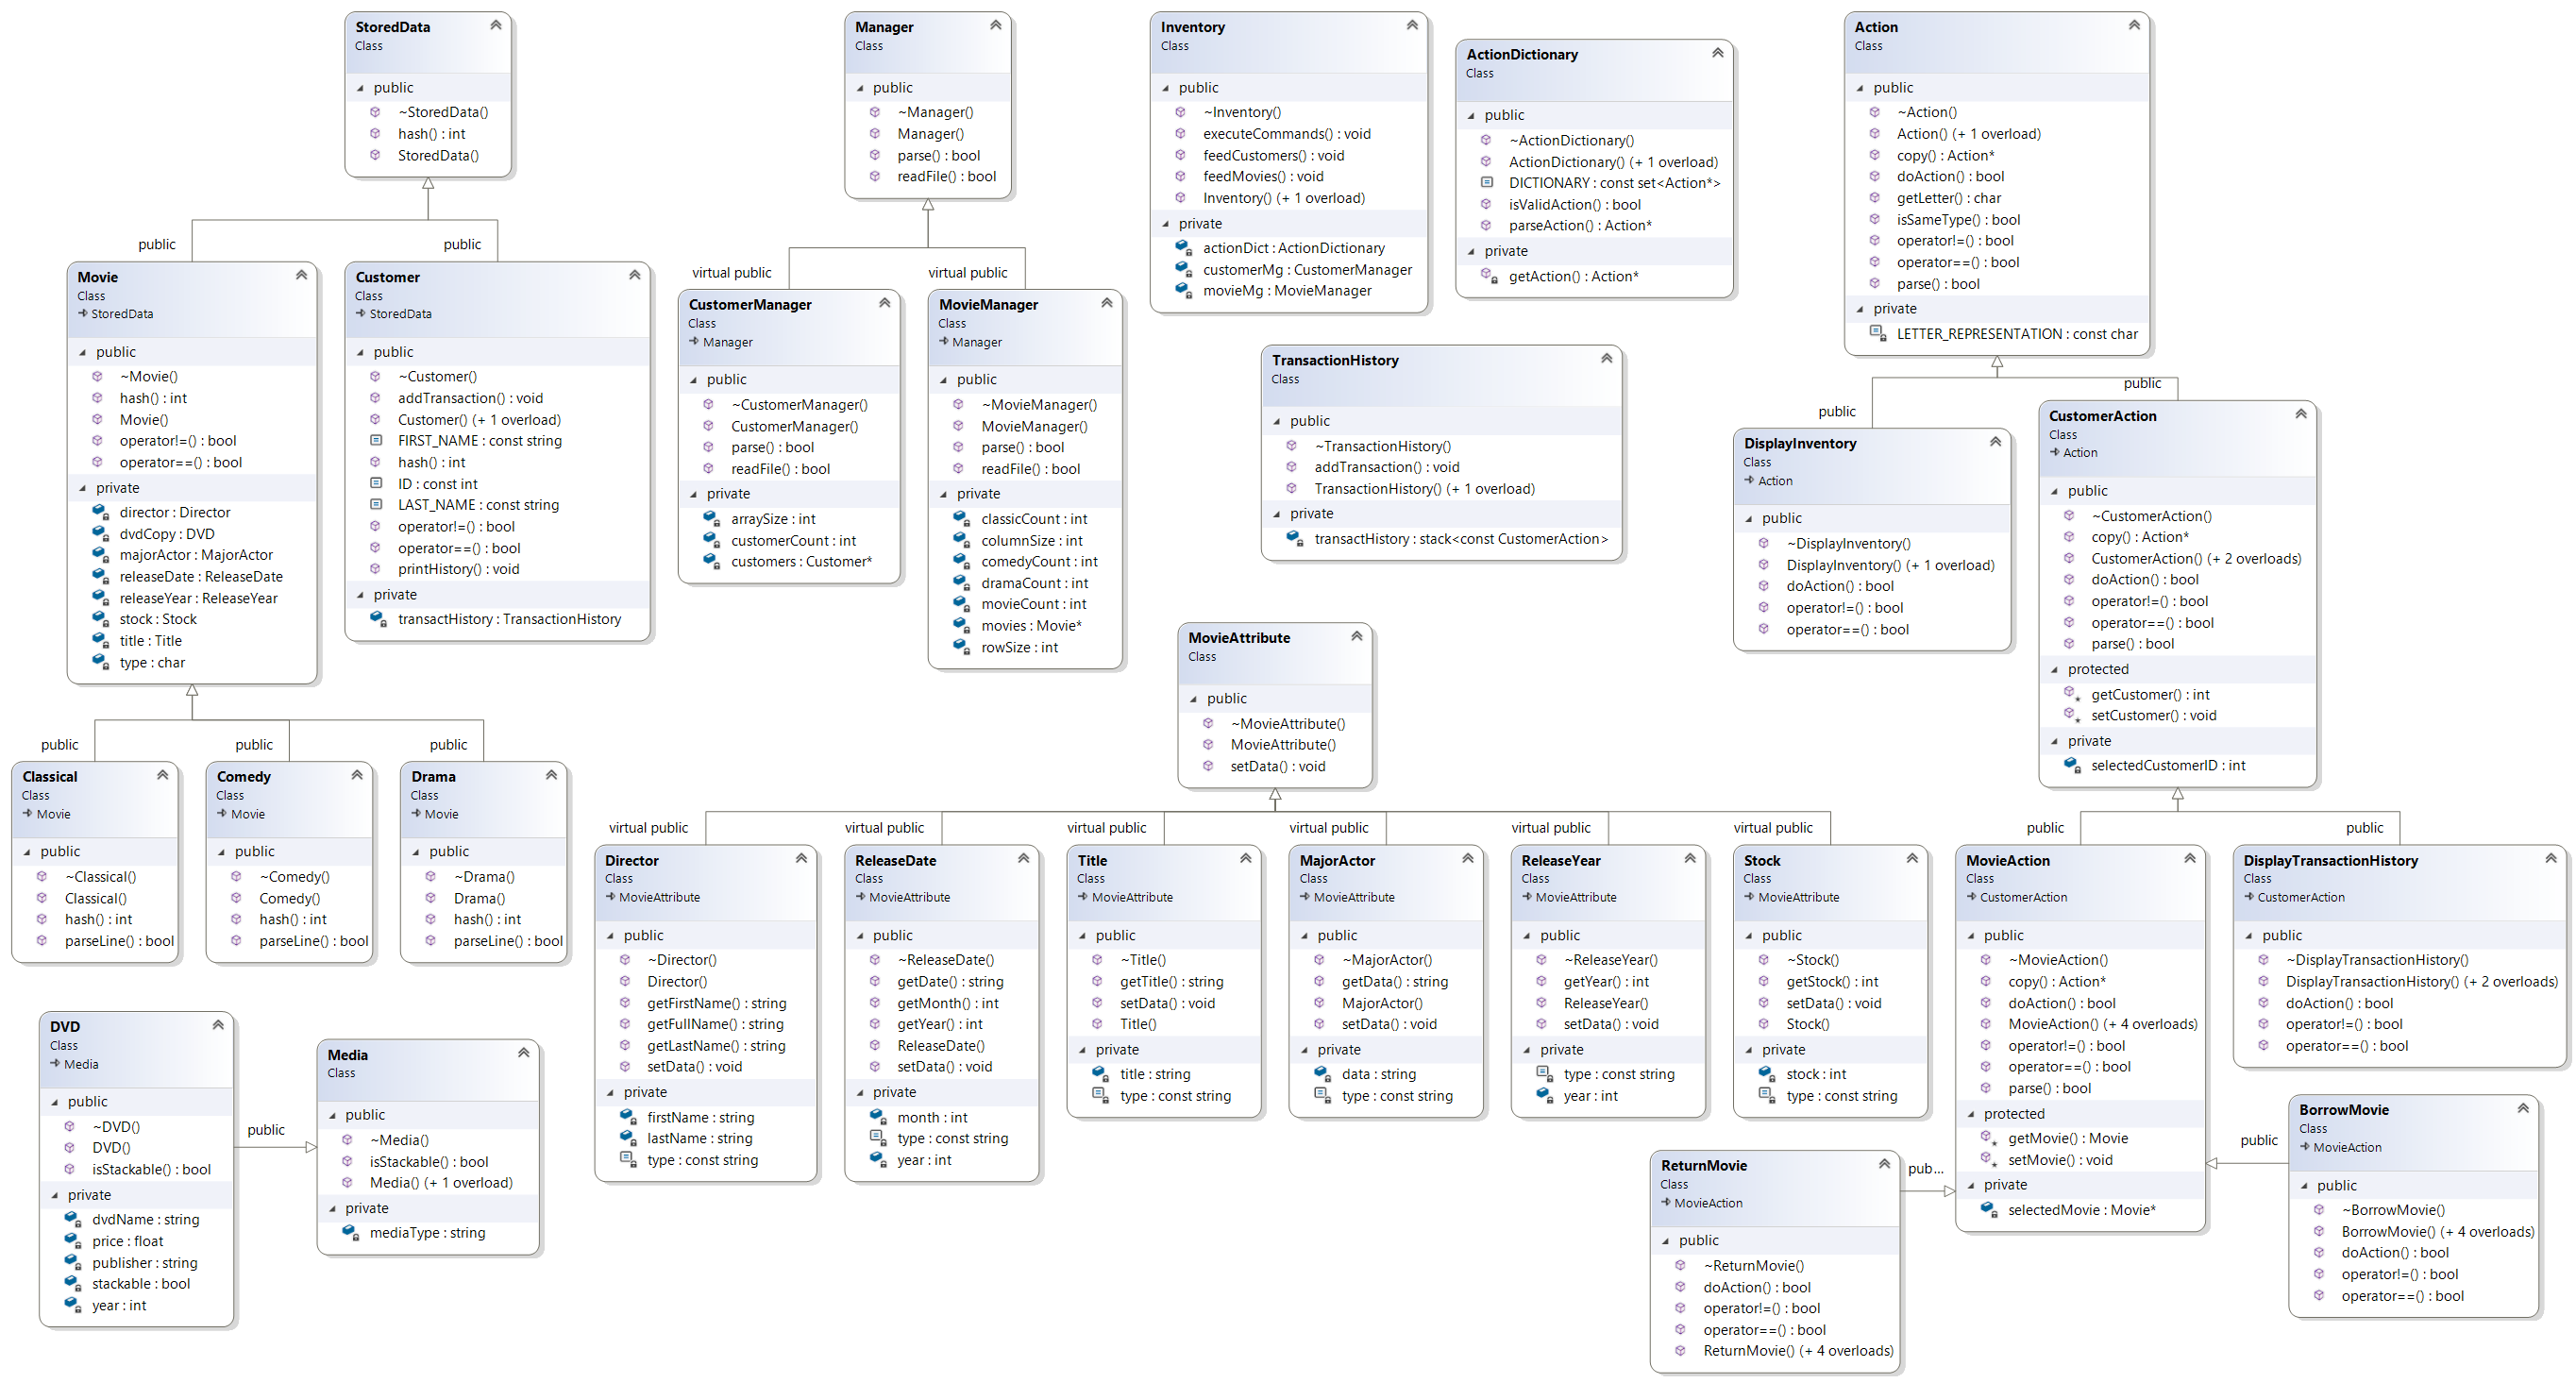 StoredData
Class
public
~StoredData()
hash() : int
StoredData()
Manager
Class
public
~Manager()
Manager()
parse() : bool
readFile() : bool
Inventory
Class
public
~Inventory()
executeCommands() : void
feedCustomers() : void
feedMovies() : void
Inventory() (+ 1 overload)
private
actionDict : ActionDictionary
customerMg : CustomerManager
movieMg : MovieManager
ActionDictionary
Class
public
~ActionDictionary()
ActionDictionary() (+ 1 overload)
DICTIONARY : const set<Action*>
isValidAction() : bool
parseAction() : Action*
private
getAction() : Action*
Action
Class
public
~Action()
Action() (+ 1 overload)
copy() : Action*
doAction() : bool
getLetter() : char
isSameType() : bool
operator!=() : bool
operator==() : bool
parse() : bool
private
LETTER_REPRESENTATION : const char
public
public
Movie
Class
StoredData
public
~Movie()
hash() : int
Movie()
operator!=() : bool
operator==() : bool
private
director : Director
dvdCopy : DVD
majorActor : MajorActor
releaseDate : ReleaseDate
releaseYear : ReleaseYear
stock : Stock
title : Title
type : char
Customer
Class
StoredData
public
~Customer()
addTransaction() : void
Customer() (+ 1 overload)
FIRST_NAME : const string
hash() : int
ID : const int
LAST_NAME : const string
operator!=() : bool
operator==() : bool
printHistory() : void
private
transactHistory : TransactionHistory
virtual public
virtual public
CustomerManager
Class
Manager
public
~CustomerManager()
CustomerManager()
parse() : bool
readFile() : bool
private
arraySize : int
customerCount : int
customers : Customer*
MovieManager
Class
Manager
public
~MovieManager()
MovieManager()
parse() : bool
readFile() : bool
private
classicCount : int
columnSize : int
comedyCount : int
dramaCount : int
movieCount : int
movies : Movie*
rowSize : int
TransactionHistory
Class
public
~TransactionHistory()
addTransaction() : void
TransactionHistory() (+ 1 overload)
private
transactHistory : stack<const CustomerAction>
public
public
DisplayInventory
Class
Action
public
~DisplayInventory()
DisplayInventory() (+ 1 overload)
doAction() : bool
operator!=() : bool
operator==() : bool
CustomerAction
Class
Action
public
~CustomerAction()
copy() : Action*
CustomerAction() (+ 2 overloads)
doAction() : bool
operator!=() : bool
operator==() : bool
parse() : bool
protected
getCustomer() : int
setCustomer() : void
private
selectedCustomerID : int
MovieAttribute
Class
public
~MovieAttribute()
MovieAttribute()
setData() : void
public
public
public
Classical
Class
Movie
public
~Classical()
Classical()
hash() : int
parseLine() : bool
Comedy
Class
Movie
public
~Comedy()
Comedy()
hash() : int
parseLine() : bool
Drama
Class
Movie
public
~Drama()
Drama()
hash() : int
parseLine() : bool
virtual public
virtual public
virtual public
virtual public
virtual public
virtual public
Director
Class
MovieAttribute
public
~Director()
Director()
getFirstName() : string
getFullName() : string
getLastName() : string
setData() : void
private
firstName : string
lastName : string
type : const string
ReleaseDate
Class
MovieAttribute
public
~ReleaseDate()
getDate() : string
getMonth() : int
getYear() : int
ReleaseDate()
setData() : void
private
month : int
type : const string
year : int
Title
Class
MovieAttribute
public
~Title()
getTitle() : string
setData() : void
Title()
private
title : string
type : const string
MajorActor
Class
MovieAttribute
public
~MajorActor()
getData() : string
MajorActor()
setData() : void
private
data : string
type : const string
ReleaseYear
Class
MovieAttribute
public
~ReleaseYear()
getYear() : int
ReleaseYear()
setData() : void
private
type : const string
year : int
Stock
Class
MovieAttribute
public
~Stock()
getStock() : int
setData() : void
Stock()
private
stock : int
type : const string
public
public
MovieAction
Class
CustomerAction
public
~MovieAction()
copy() : Action*
doAction() : bool
MovieAction() (+ 4 overloads)
operator!=() : bool
operator==() : bool
parse() : bool
protected
getMovie() : Movie
setMovie() : void
private
selectedMovie : Movie*
DisplayTransactionHistory
Class
CustomerAction
public
~DisplayTransactionHistory()
DisplayTransactionHistory() (+ 2 overloads)
doAction() : bool
operator!=() : bool
operator==() : bool
DVD
Class
Media
public
~DVD()
DVD()
isStackable() : bool
private
dvdName : string
price : float
publisher : string
stackable : bool
year : int
public
Media
Class
public
~Media()
isStackable() : bool
Media() (+ 1 overload)
private
mediaType : string
ReturnMovie
Class
MovieAction
public
~ReturnMovie()
doAction() : bool
operator!=() : bool
operator==() : bool
ReturnMovie() (+ 4 overloads)
pub...
public
BorrowMovie
Class
MovieAction
public
~BorrowMovie()
BorrowMovie() (+ 4 overloads)
doAction() : bool
operator!=() : bool
operator==() : bool